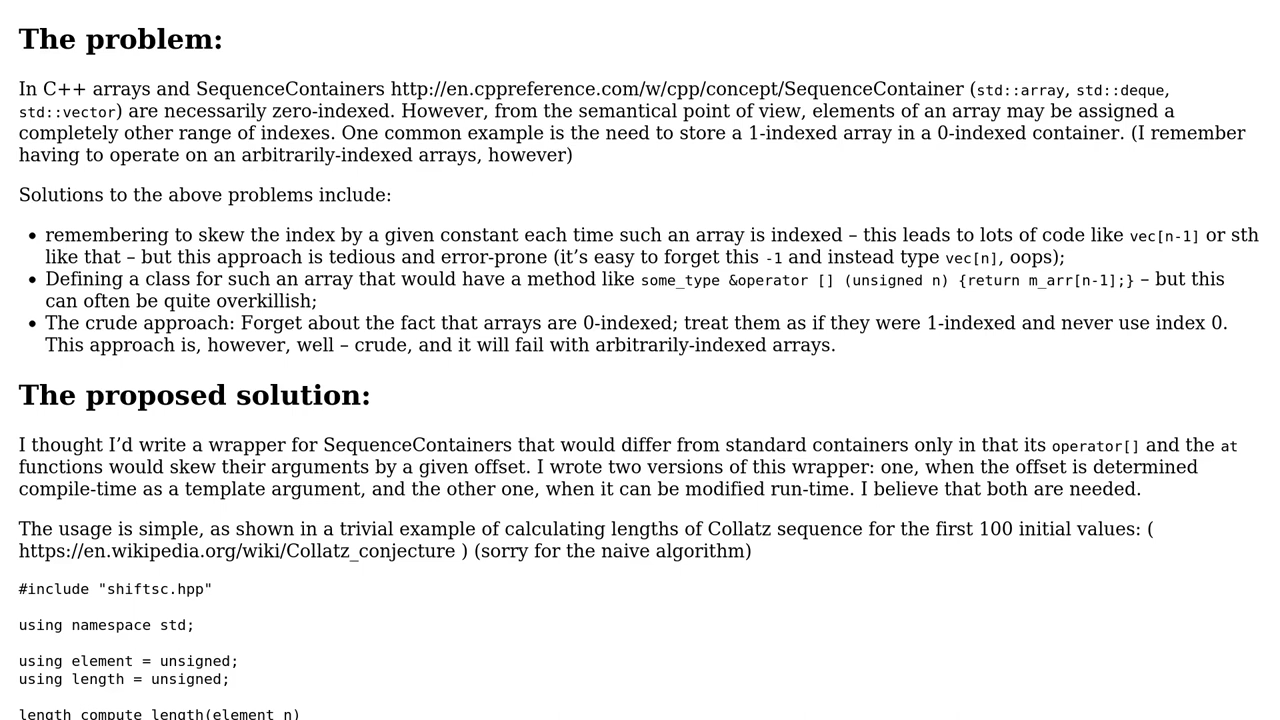 The problem:
In C++ arrays and SequenceContainers http://en.cppreference.com/w/cpp/concept/SequenceContainer (std::array, std::deque,
std::vector) are necessarily zero-indexed. However, from the semantical point of view, elements of an array may be assigned a
completely other range of indexes. One common example is the need to store a 1-indexed array in a 0-indexed container. (I remember
having to operate on an arbitrarily-indexed arrays, however)
Solutions to the above problems include:
• remembering to skew the index by a given constant each time such an array is indexed – this leads to lots of code like vec[n-1] or sth
like that – but this approach is tedious and error-prone (it’s easy to forget this -1 and instead type vec[n], oops);
• Defining a class for such an array that would have a method like some_type &operator [] (unsigned n) {return m_arr[n-1];} – but this
can often be quite overkillish;
• The crude approach: Forget about the fact that arrays are 0-indexed; treat them as if they were 1-indexed and never use index 0.
This approach is, however, well – crude, and it will fail with arbitrarily-indexed arrays.
The proposed solution:
I thought I’d write a wrapper for SequenceContainers that would differ from standard containers only in that its operator[] and the at
functions would skew their arguments by a given offset. I wrote two versions of this wrapper: one, when the offset is determined
compile-time as a template argument, and the other one, when it can be modified run-time. I believe that both are needed.
The usage is simple, as shown in a trivial example of calculating lengths of Collatz sequence for the first 100 initial values: (
https://en.wikipedia.org/wiki/Collatz_conjecture ) (sorry for the naive algorithm)
#include "shiftsc.hpp"
using namespace std;
using element = unsigned;
using length = unsigned;
length compute_length(element n)